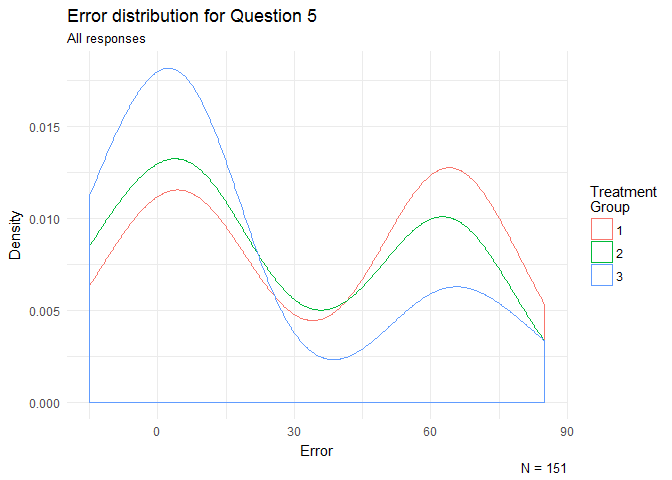 Error distribution for Question 5
All responses
0.015
0.010
0.005
0.000
Density
0 30 60 90
Error
N = 151
Treatment
Group
1
2
3